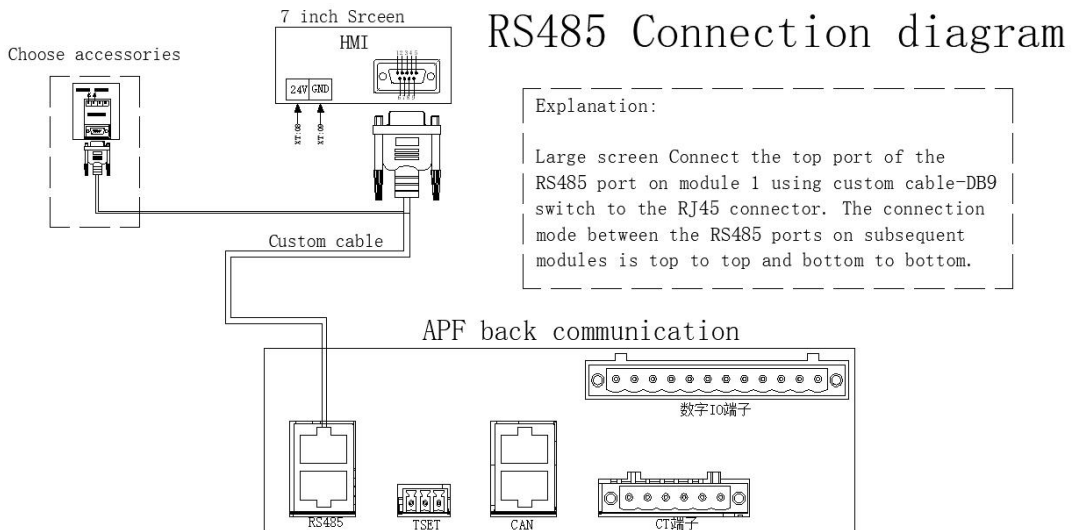 RS485 Connection diagram
7 inch Srceen
Choose accessories
HMI
24V GND
Explanation:
Large screen Connect the top port of the
RS485 port on module 1 using custom cable-DB9
switch to the RJ45 connector. The connection
mode between the RS485 ports on subsequent
modules is top to top and bottom to bottom.
Custom cable
APF back communication
数字IO端子
RS485
TSET
CAN
CT端子